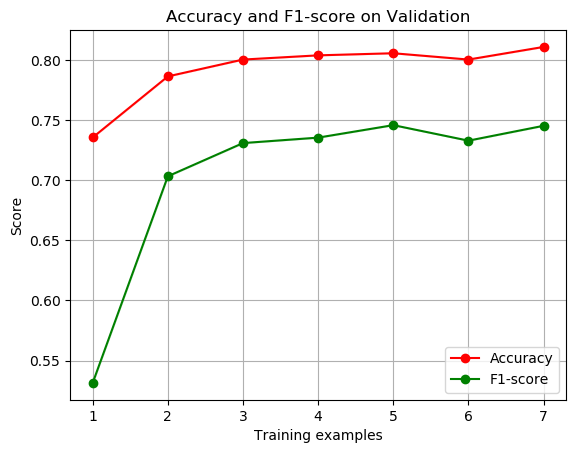 Accuracy and F1-score on Validation
0.80
0.75
0.70
0.65
0.60
0.55
Score
1 2 3 4 5 6 7
Training examples
Accuracy
F1-score